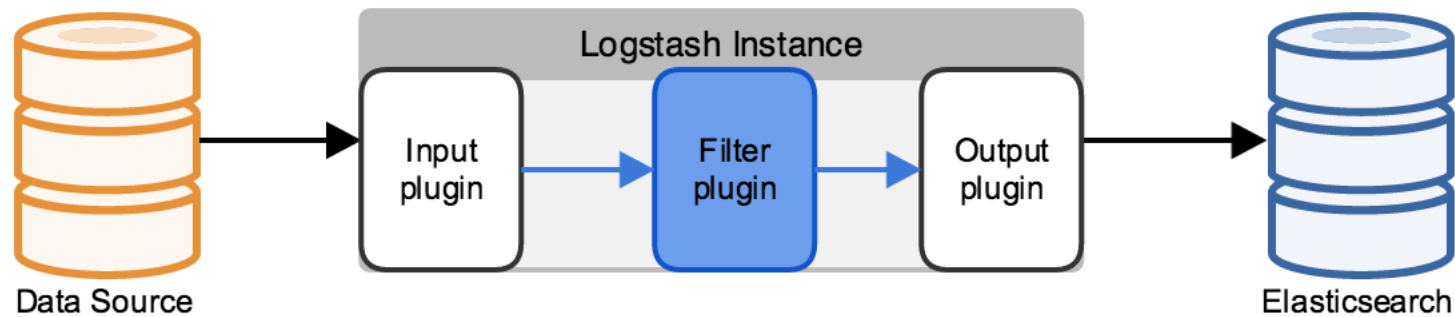 Logstash Instance
Input
plugin
Filter
plugin
Output
plugin
Data Source
Elasticsearch